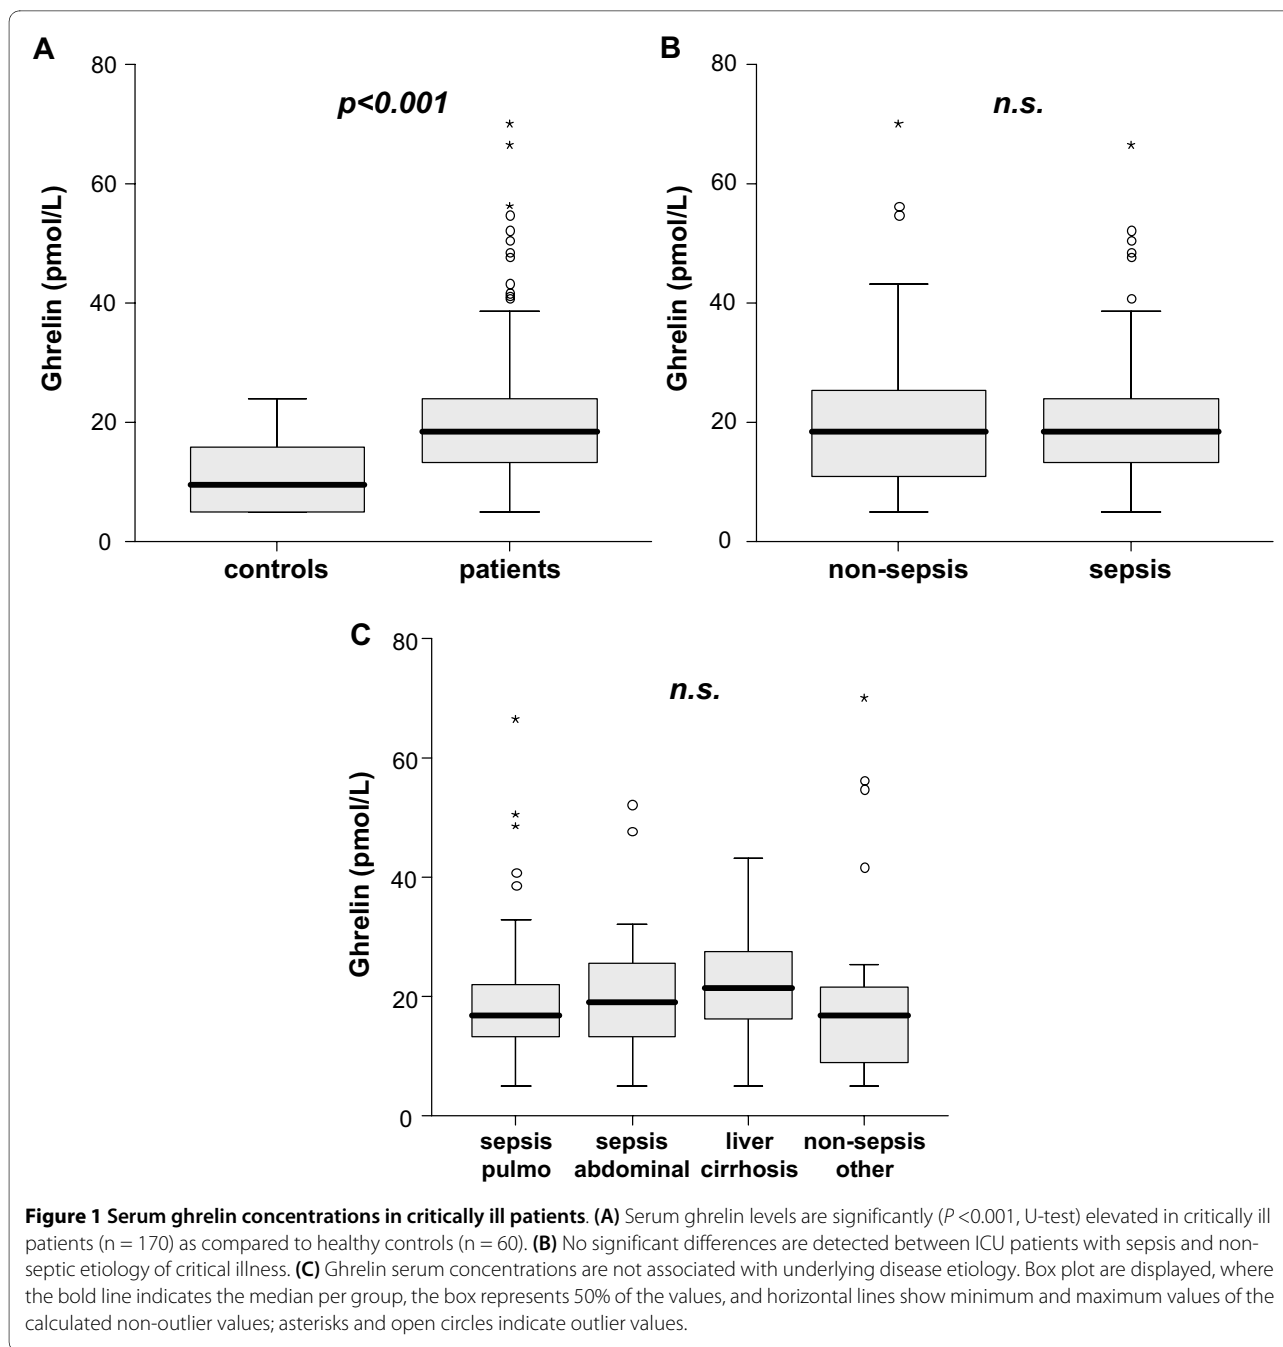 A
80
60
40
20
0
Ghrelin (pmol/L)
p<0.001
controls
patients
B
80
60
40
20
0
Ghrelin (pmol/L)
n.s.
non-sepsis
sepsis
C
80
60
40
20
0
Ghrelin (pmol/L)
n.s.
sepsis
pulmo
sepsis
abdominal
liver
cirrhosis
non-sepsis
other
Figure 1 Serum ghrelin concentrations in critically ill patients. (A) Serum ghrelin levels are significantly (P <0.001, U-test) elevated in critically ill
patients (n = 170) as compared to healthy controls (n = 60). (B) No significant differences are detected between ICU patients with sepsis and non-
septic etiology of critical illness. (C) Ghrelin serum concentrations are not associated with underlying disease etiology. Box plot are displayed, where
the bold line indicates the median per group, the box represents 50% of the values, and horizontal lines show minimum and maximum values of the
calculated non-outlier values; asterisks and open circles indicate outlier values.